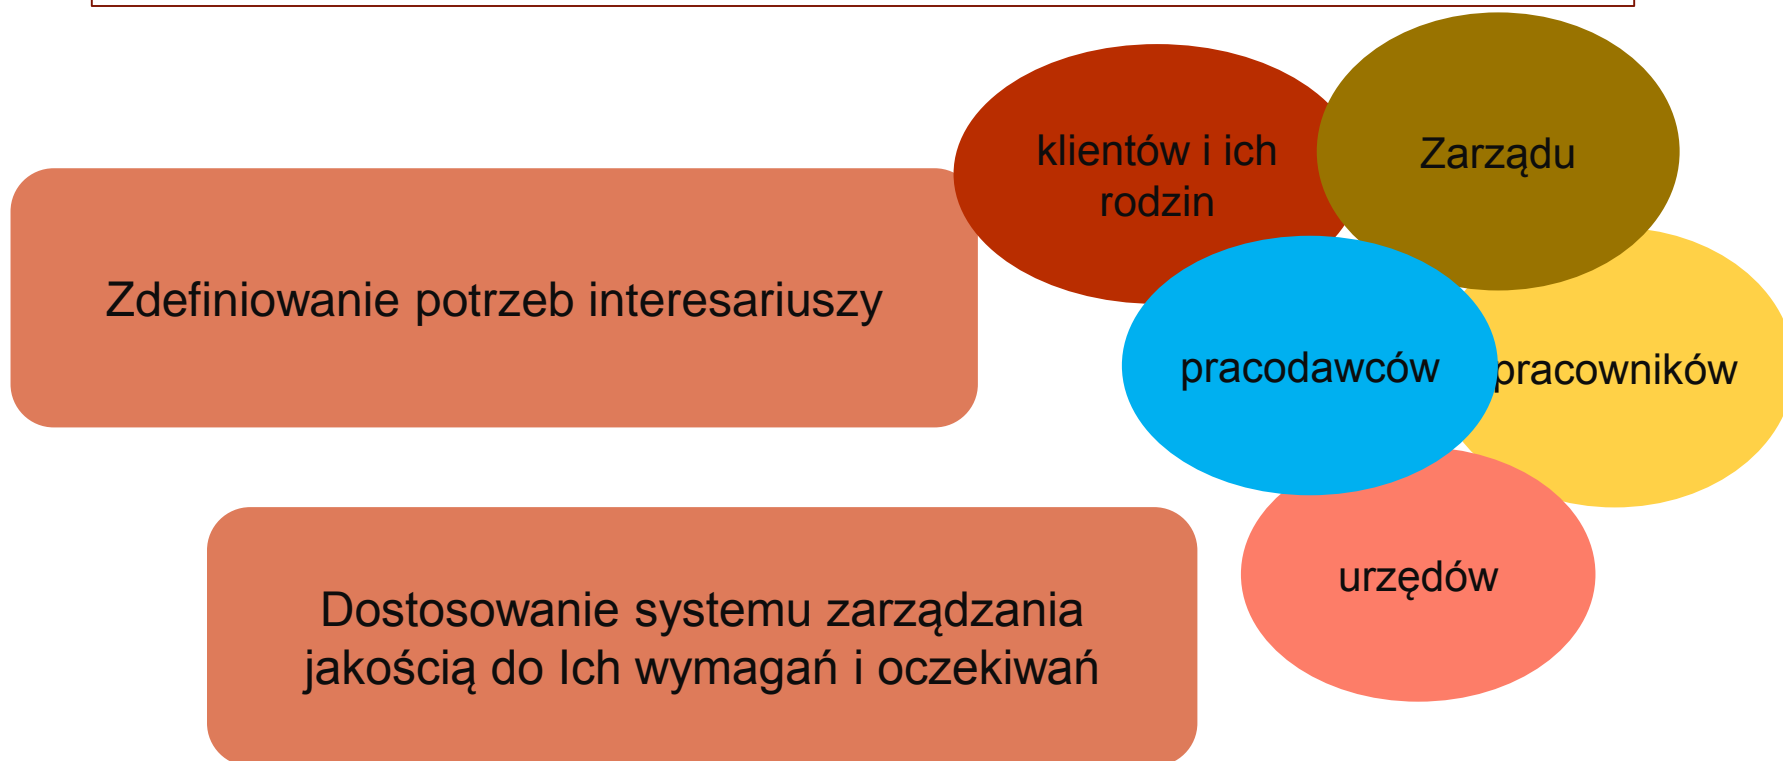 klientów i ich
rodzin
Zarządu
Zdefiniowanie potrzeb interesariuszy
pracodawców
pracowników
urzędów
Dostosowanie systemu zarządzania
jakością do Ich wymagań i oczekiwań